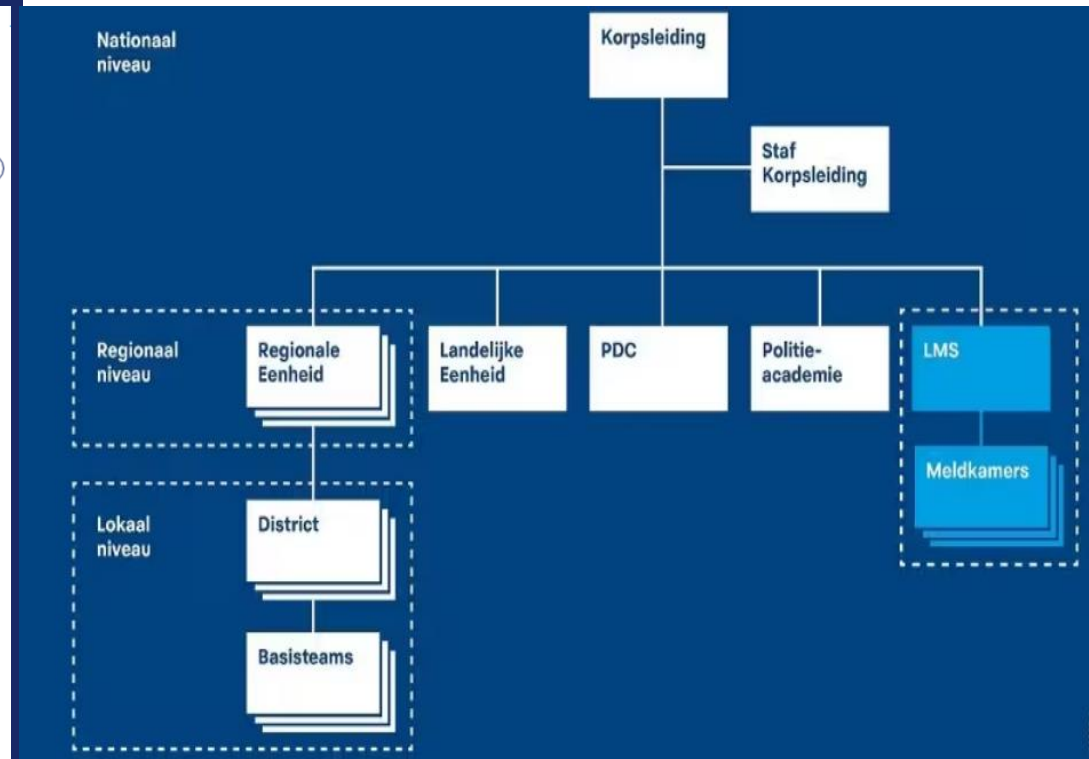 Nationaal
niveau
Korpsleiding
Staf
Korpsleiding
)
Regionaal
niveau
Regionale
Eenheid
Landelijke
Eenheid
PDC
Politie-
academie
LMS
Meldkamers
Lokaal
niveau
District
Basisteams